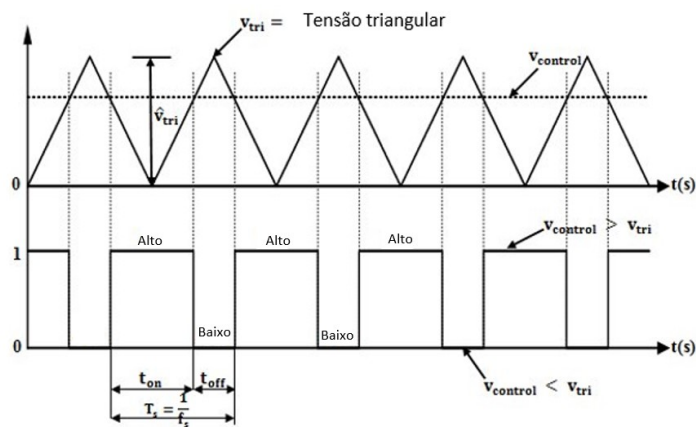 v_tri = Tensão triangular
v_control
v̂_tri
0
t(s)
v_control > v_tri
Alto
Alto
Alto
1
Baixo
Baixo
0
t(s)
t_on
t_off
v_control < v_tri
T_s = 1/f_s